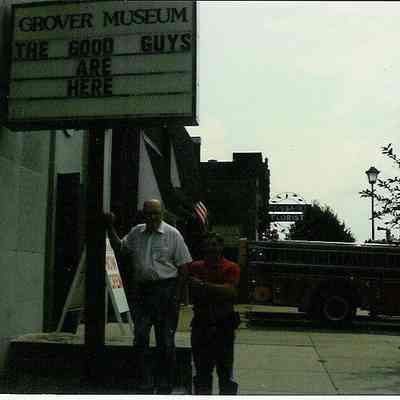 GROVER MUSEUM
THE GOOD GUYS
ARE
HERE
FLORIST